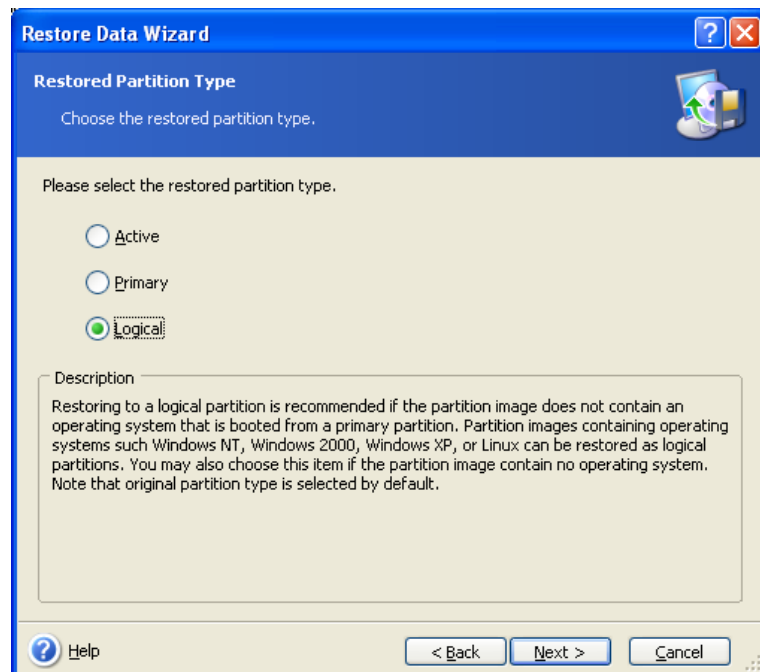 Restore Data Wizard
Restored Partition Type
Choose the restored partition type.
Please select the restored partition type.
Active
Primary
Logical
Description
Restoring to a logical partition is recommended if the partition image does not contain an
operating system that is booted from a primary partition. Partition images containing operating
systems such Windows NT, Windows 2000, Windows XP, or Linux can be restored as logical
partitions. You may also choose this item if the partition image contain no operating system.
Note that original partition type is selected by default.
Help
< Back
Next >
Cancel